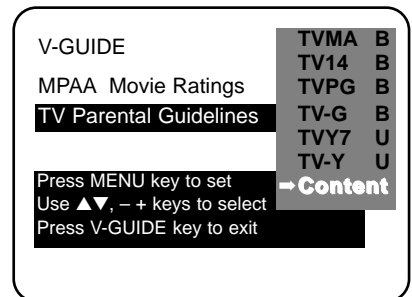 V-GUIDE
MPAA Movie Ratings
TV Parental Guidelines
TVMA B
TV14 B
TVPG B
TV-G B
TVY7 U
TV-Y U
➡Content
Press MENU key to set
Use ▲▼, – + keys to select
Press V-GUIDE key to exit